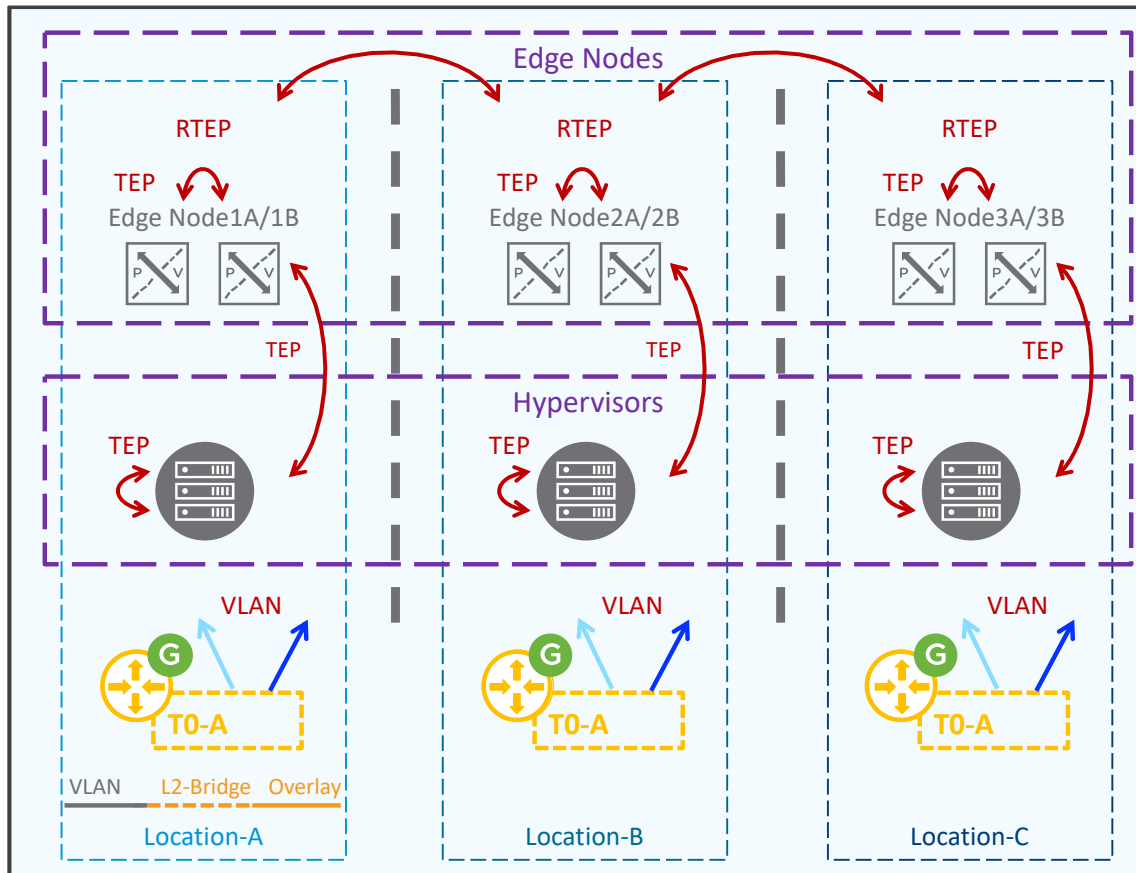 Edge Nodes
RTEP
RTEP
RTEP
TEP
TEP
TEP
Edge Node1A/1B
Edge Node2A/2B
Edge Node3A/3B
P V
P V
P V
P V
P V
P V
TEP
TEP
TEP
Hypervisors
TEP
TEP
TEP
VLAN
VLAN
VLAN
G
G
G
T0-A
T0-A
T0-A
VLAN L2-Bridge Overlay
Location-A
Location-B
Location-C